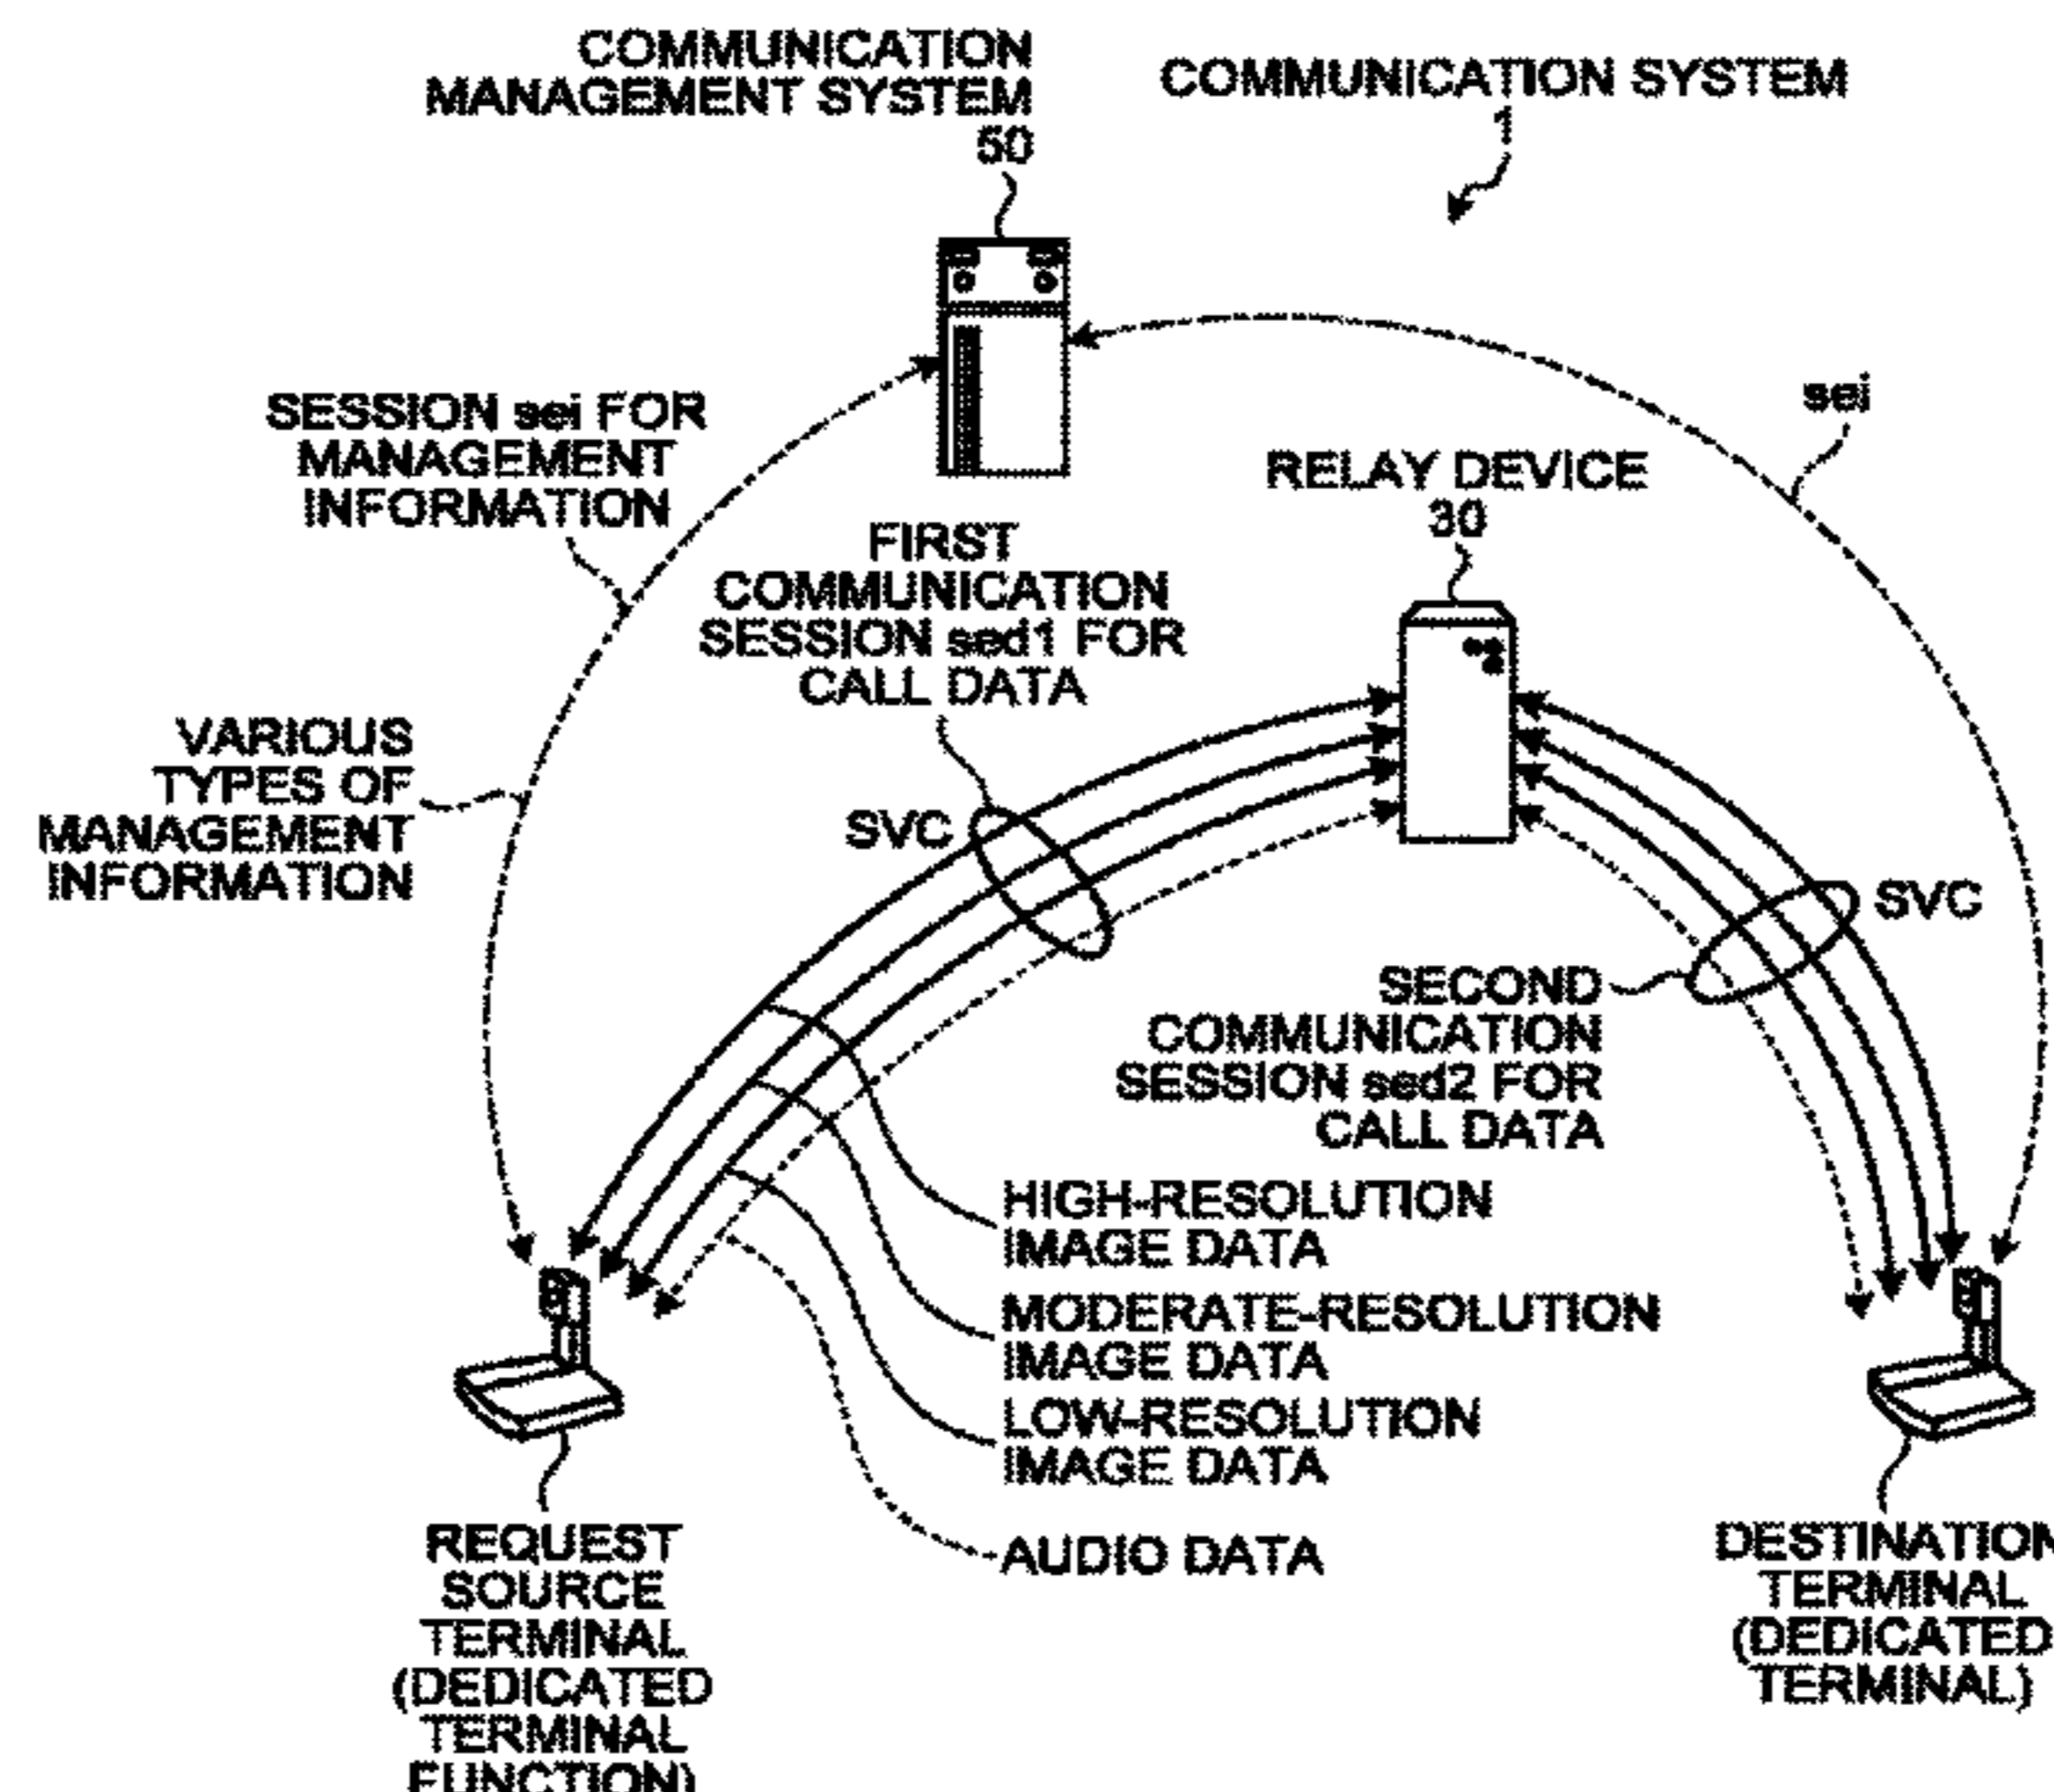 COMMUNICATION
MANAGEMENT SYSTEM
50
COMMUNICATION SYSTEM
1
SESSION sei FOR
MANAGEMENT
INFORMATION
sei
RELAY DEVICE
30
FIRST
COMMUNICATION
SESSION sed1 FOR
CALL DATA
VARIOUS
TYPES OF
MANAGEMENT
INFORMATION
SVC
SVC
SECOND
COMMUNICATION
SESSION sed2 FOR
CALL DATA
HIGH-RESOLUTION
IMAGE DATA
MODERATE-RESOLUTION
IMAGE DATA
LOW-RESOLUTION
IMAGE DATA
AUDIO DATA
REQUEST
SOURCE
TERMINAL
(DEDICATED
TERMINAL
FUNCTION)
DESTINATION
TERMINAL
(DEDICATED
TERMINAL)